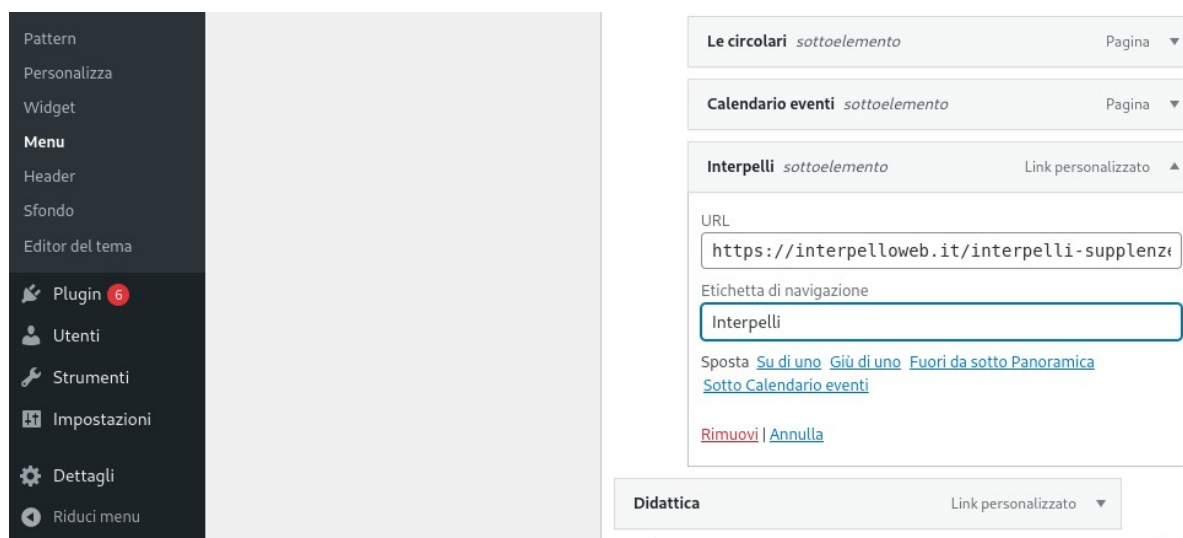 Pattern
Personalizza
Widget
Menu
Header
Sfondo
Editor del tema
Plugin 6
Utenti
Strumenti
Impostazioni
Dettagli
Riduci menu
Le circolari sottoelemento Pagina
Calendario eventi sottoelemento Pagina
Interpelli sottoelemento Link personalizzato
URL
https://interpelloweb.it/interpelli-supplenze
Etichetta di navigazione
Interpelli
Sposta Su di uno Giù di uno Fuori da sotto Panoramica
Sotto Calendario eventi
Rimuovi | Annulla
Didattica Link personalizzato